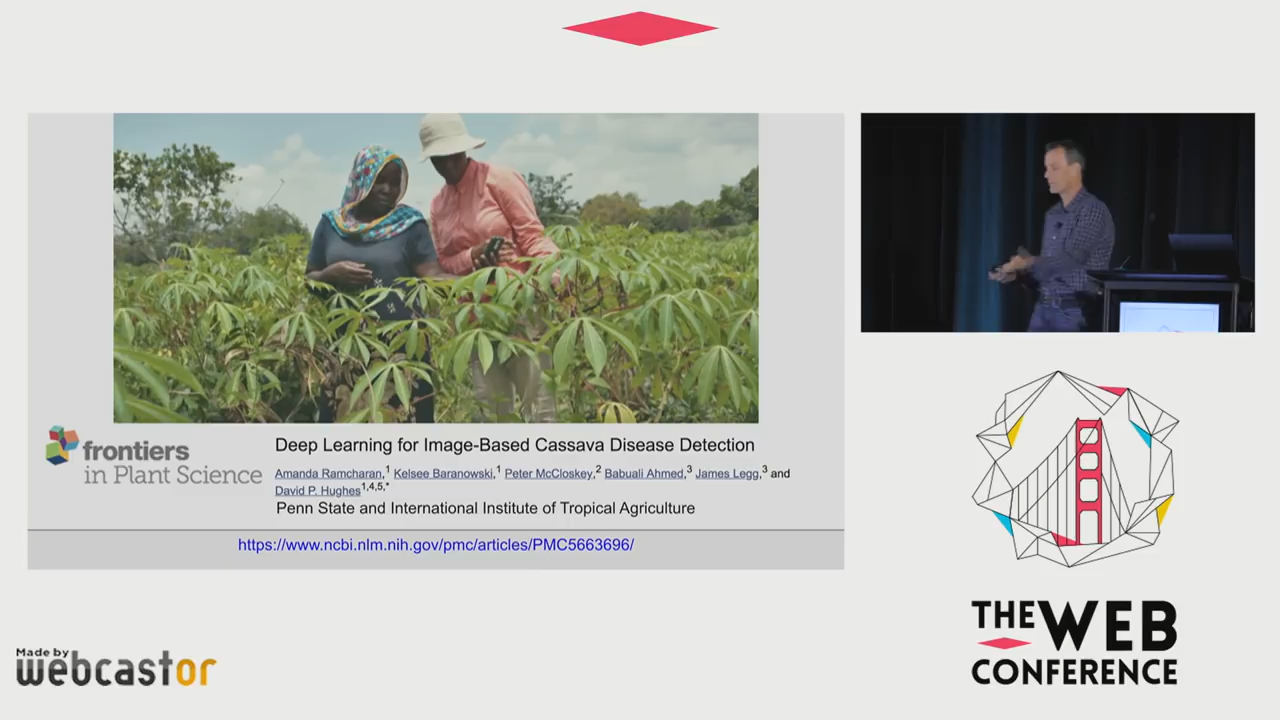 frontiers
in Plant Science
Deep Learning for Image-Based Cassava Disease Detection
Amanda Ramcharan,1 Kelsee Baranowski,1 Peter McCloskey,2 Babuali Ahmed,3 James Legg,3 and
David P. Hughes1,4,5,*
Penn State and International Institute of Tropical Agriculture
https://www.ncbi.nlm.nih.gov/pmc/articles/PMC5663696/
THE WEB
CONFERENCE
Made by
webcastor